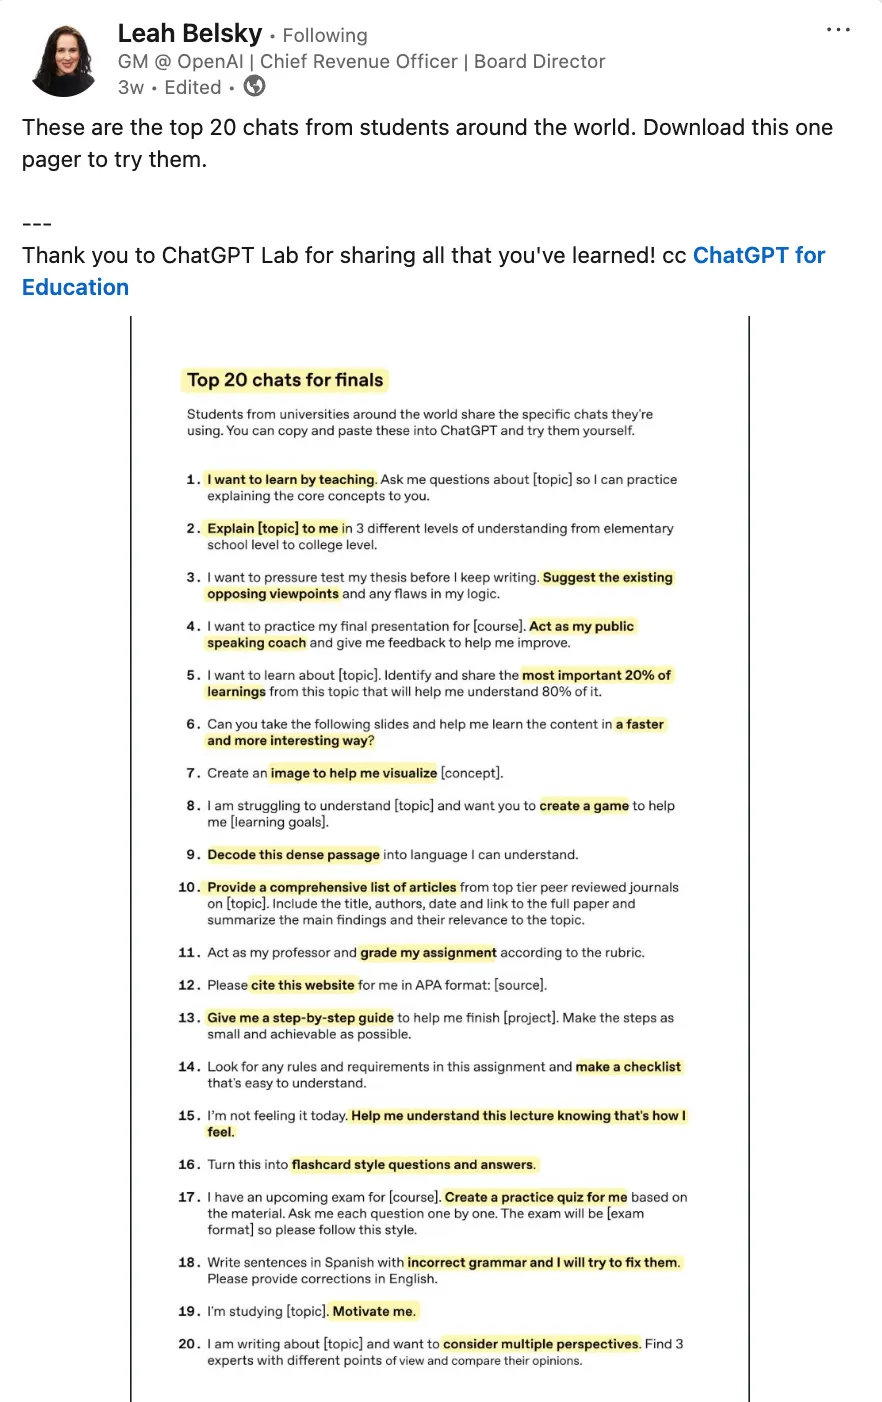 Leah Belsky • Following
GM @ OpenAI | Chief Revenue Officer | Board Director
3w • Edited •
These are the top 20 chats from students around the world. Download this one
pager to try them.
---
Thank you to ChatGPT Lab for sharing all that you've learned! cc ChatGPT for
Education
Top 20 chats for finals
Students from universities around the world share the specific chats they're
using. You can copy and paste these into ChatGPT and try them yourself.
1. I want to learn by teaching. Ask me questions about [topic] so I can practice
explaining the core concepts to you.
2. Explain [topic] to me in 3 different levels of understanding from elementary
school level to college level.
3. I want to pressure test my thesis before I keep writing. Suggest the existing
opposing viewpoints and any flaws in my logic.
4. I want to practice my final presentation for [course]. Act as my public
speaking coach and give me feedback to help me improve.
5. I want to learn about [topic]. Identify and share the most important 20% of
learnings from this topic that will help me understand 80% of it.
6. Can you take the following slides and help me learn the content in a faster
and more interesting way?
7. Create an image to help me visualize [concept].
8. I am struggling to understand [topic] and want you to create a game to help
me [learning goals].
9. Decode this dense passage into language I can understand.
10. Provide a comprehensive list of articles from top tier peer reviewed journals
on [topic]. Include the title, authors, date and link to the full paper and
summarize the main findings and their relevance to the topic.
11. Act as my professor and grade my assignment according to the rubric.
12. Please cite this website for me in APA format: [source].
13. Give me a step-by-step guide to help me finish [project]. Make the steps as
small and achievable as possible.
14. Look for any rules and requirements in this assignment and make a checklist
that's easy to understand.
15. I'm not feeling it today. Help me understand this lecture knowing that's how I
feel.
16. Turn this into flashcard style questions and answers.
17. I have an upcoming exam for [course]. Create a practice quiz for me based on
the material. Ask me each question one by one. The exam will be [exam
format] so please follow this style.
18. Write sentences in Spanish with incorrect grammar and I will try to fix them.
Please provide corrections in English.
19. I'm studying [topic]. Motivate me.
20. I am writing about [topic] and want to consider multiple perspectives. Find 3
experts with different points of view and compare their opinions.